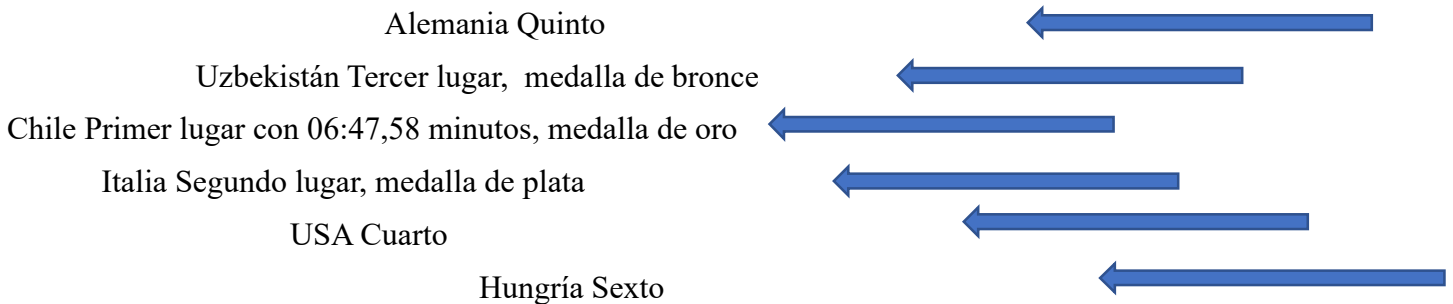 Alemania Quinto
Uzbekistán Tercer lugar,  medalla de bronce
Chile Primer lugar con 06:47,58 minutos, medalla de oro
Italia Segundo lugar, medalla de plata
USA Cuarto
Hungría Sexto